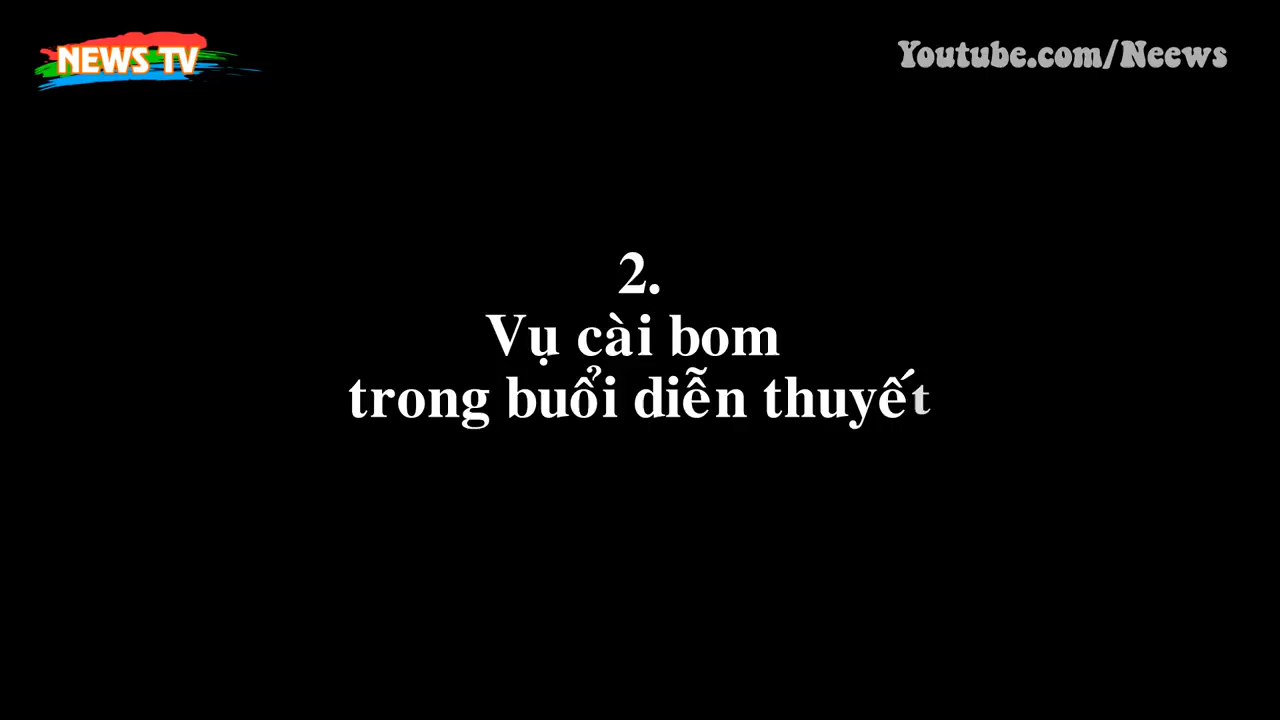 NEWS TV
Youtube.com/Neews
2.
Vụ cài bom
trong buổi diễn thuyết